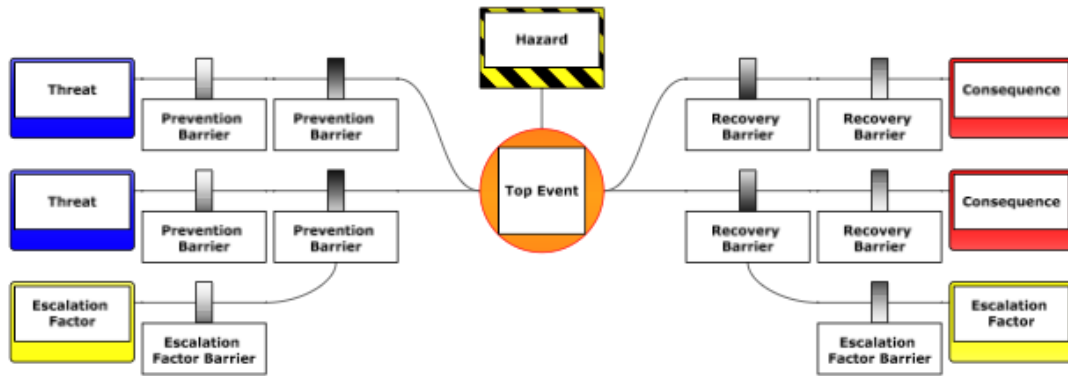 Hazard
Threat
Prevention
Barrier
Prevention
Barrier
Recovery
Barrier
Recovery
Barrier
Consequence
Top Event
Threat
Prevention
Barrier
Prevention
Barrier
Recovery
Barrier
Recovery
Barrier
Consequence
Escalation
Factor
Escalation
Factor Barrier
Escalation
Factor Barrier
Escalation
Factor